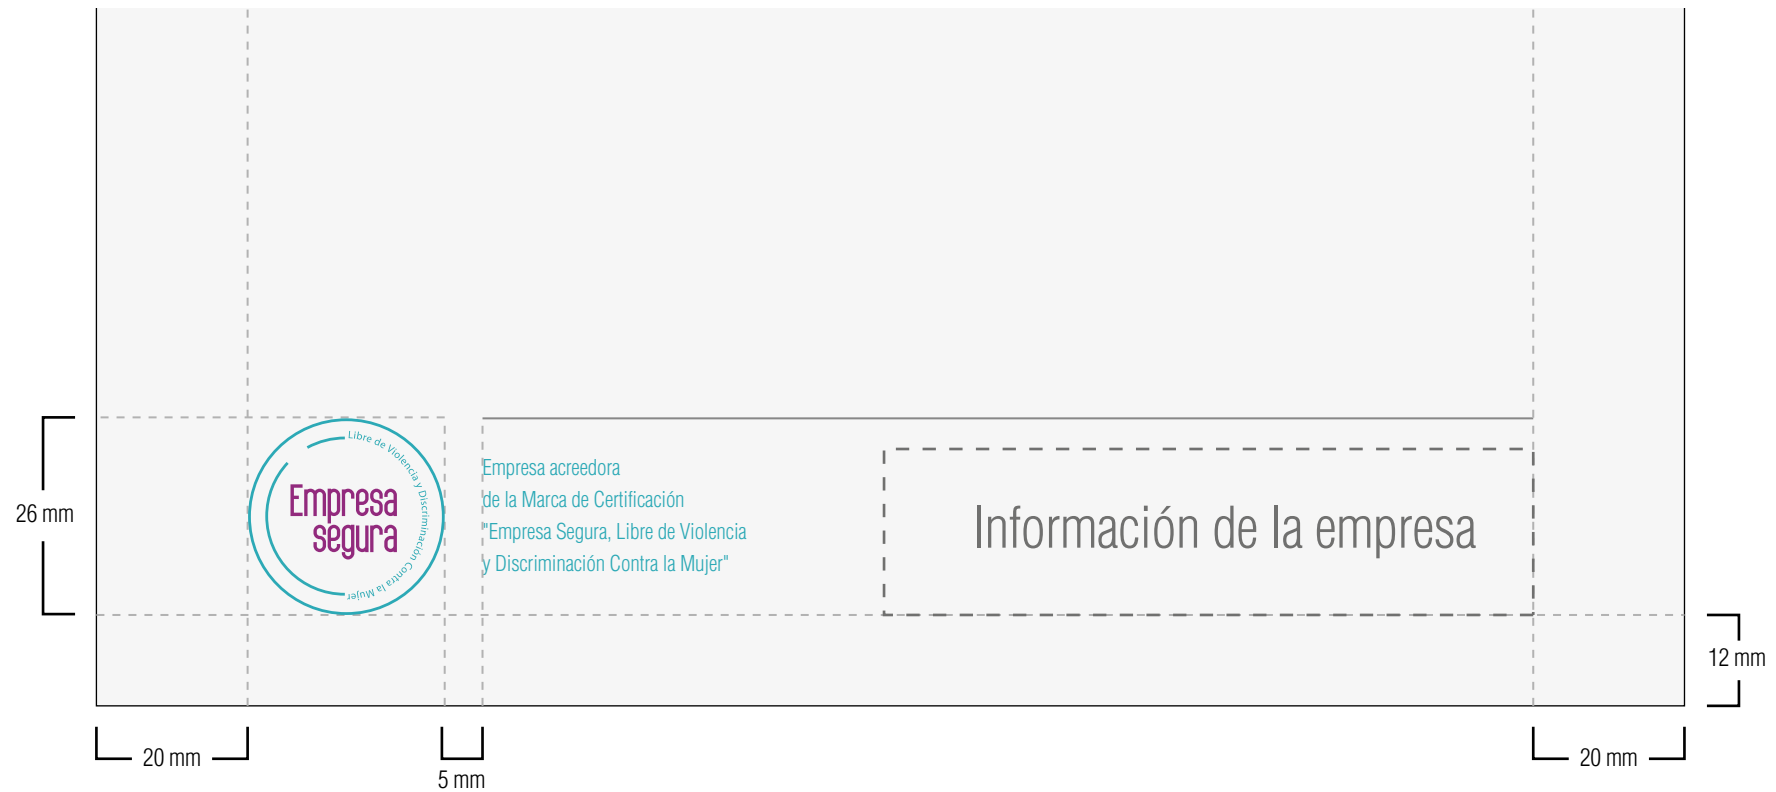 Libre de Violencia y Discriminación Contra la Mujer
Empresa
segura
Empresa acreedora
de la Marca de Certificación
"Empresa Segura, Libre de Violencia
y Discriminación Contra la Mujer"
Información de la empresa
26 mm
12 mm
20 mm
5 mm
20 mm